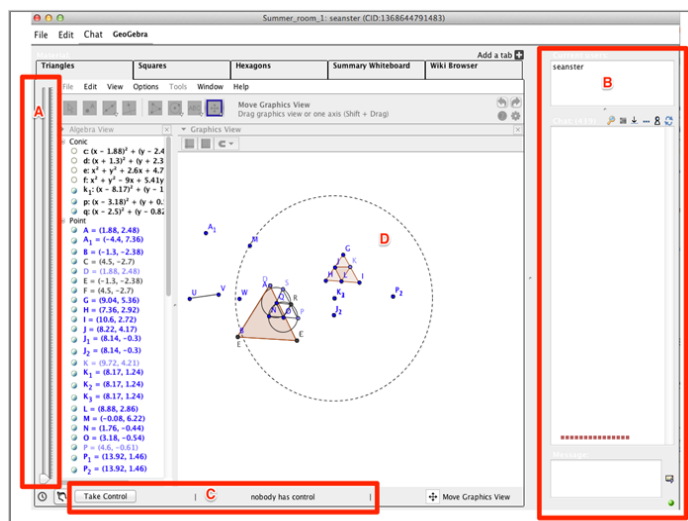 Summer_room_1: seanster (CID:1368644791483)
File Edit Chat GeoGebra
Add a tab
Triangles Squares Hexagons Summary Whiteboard Wiki Browser
seanster
A
B
File Edit View Options Tools Window Help
Move Graphics View
Drag graphics view or one axis (Shift + Drag)
Algebra View
Graphics View
Conic
c: (x - 1.88)² + (y - 2.4
d: (x + 1.3)² + (y + 2.3
e: x² + y² + 2.6x + 4.7
f: x² + y² - 9x + 5.41y
k₁: (x - 8.17)² + (y - 1
p: (x - 3.18)² + (y + 0.
q: (x - 2.5)² + (y - 0.82
Point
A = (1.88, 2.48)
A₁ = (-4.4, 7.36)
B = (-1.3, -2.38)
C = (4.5, -2.7)
D = (1.88, 2.48)
E = (-1.3, -2.38)
F = (4.5, -2.7)
G = (9.04, 5.36)
H = (7.36, 2.92)
I = (10.6, 2.72)
J = (8.22, 4.17)
J₁ = (8.14, -0.3)
J₂ = (8.14, -0.3)
K = (9.72, 4.21)
K₁ = (8.17, 1.24)
K₂ = (8.17, 1.24)
K₃ = (8.17, 1.24)
L = (8.88, 2.86)
M = (-0.08, 6.22)
N = (1.76, -0.44)
O = (3.18, -0.54)
P = (4.6, -0.61)
P₁ = (13.92, 1.46)
P₂ = (13.92, 1.46)
A₁
M
D
G
J K
H L I
D
A S
U V W
Q R
K₃
P₂
N O P
J₂
B
E
Message
Take Control
C
nobody has control
Move Graphics View